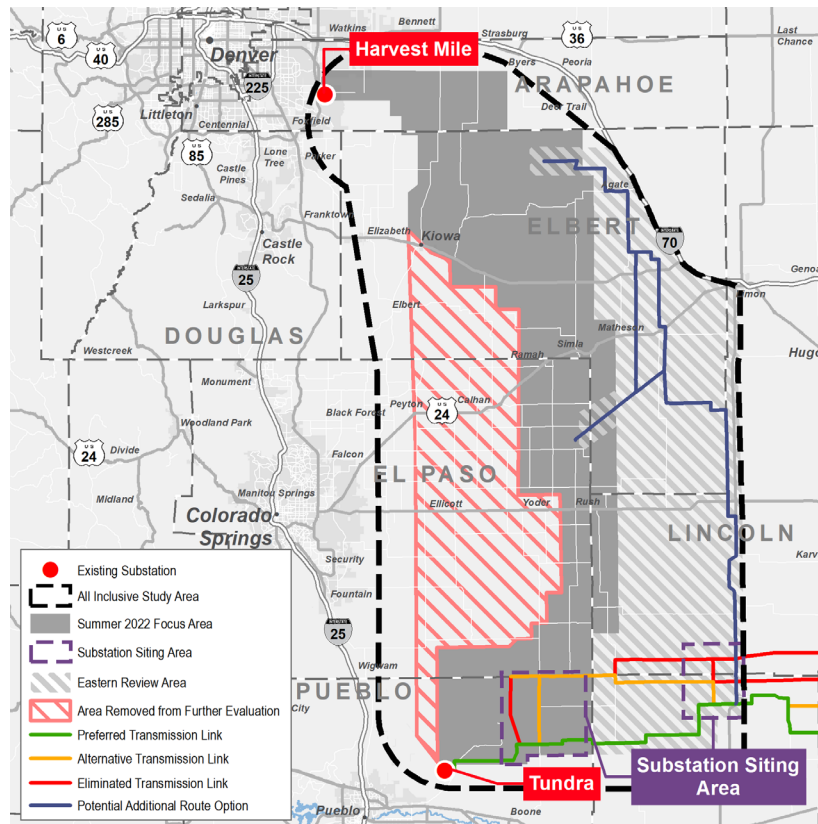 Watkins
Bennett
Strasburg
US
6
US
36
Last
Chance
US
40
Denver
Harvest Mile
Byers
Peoria
INTERSTATE
225
ARAPAHOE
Littleton
US
285
Deer Trail
Centennial
Foxfield
US
85
Lone
Tree
Parker
Castle
Pines
Sedalia
Agate
Franktown
ELBERT
Elizabeth
Kiowa
Castle
Rock
INTERSTATE
70
INTERSTATE
25
Genoa
Limon
Larkspur
Elbert
DOUGLAS
Matheson
Westcreek
Ramah
Simla
Hugo
Monument
Peyton
US
24
Calhan
Black Forest
Woodland Park
US
24
Divide
Falcon
EL PASO
Midland
Manitou Springs
Ellicott
Yoder
Rush
Colorado
Springs
LINCOLN
Karv
Security
Fountain
INTERSTATE
25
Wigwam
PUEBLO
City
Tundra
Substation Siting
Area
Pueblo
Boone
Existing Substation
All Inclusive Study Area
Summer 2022 Focus Area
Substation Siting Area
Eastern Review Area
Area Removed from Further Evaluation
Preferred Transmission Link
Alternative Transmission Link
Eliminated Transmission Link
Potential Additional Route Option